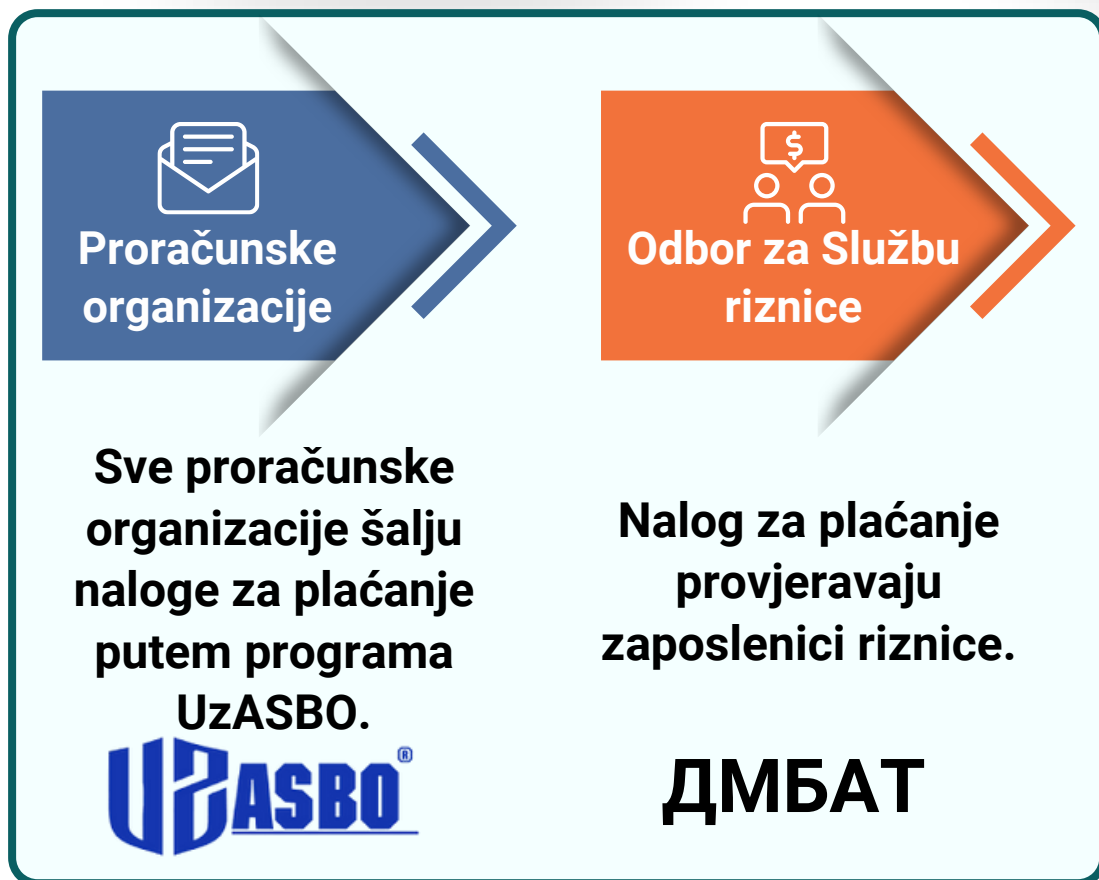 Proračunske
organizacije
Sve proračunske
organizacije šalju
naloge za plaćanje
putem programa
UzASBO.
UZASBO®
$
Odbor za Službu
riznice
Nalog za plaćanje
provjeravaju
zaposlenici riznice.
ДМБАТ